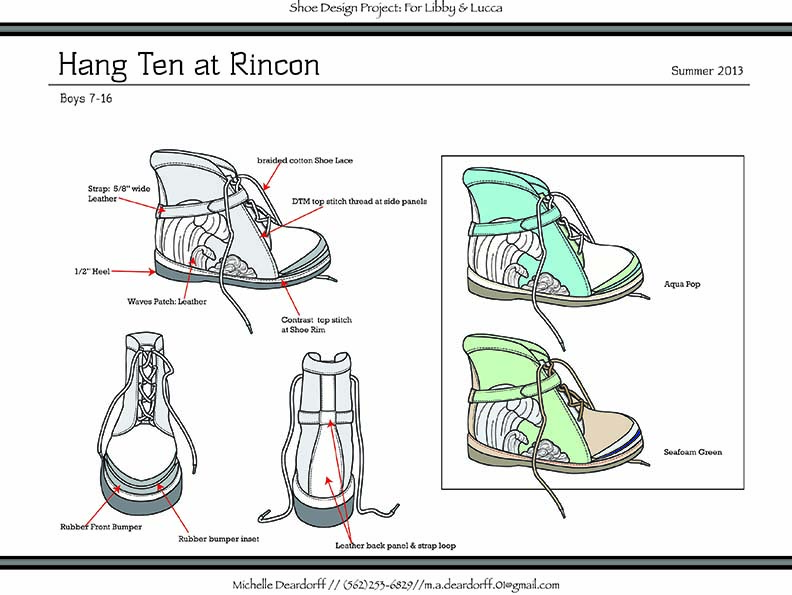 Shoe Design Project: For Libby & Lucca
Hang Ten at Rincon
Summer 2013
Boys 7-16
braided cotton Shoe Lace
Strap: 5/8" wide
Leather
DTM top stitch thread at side panels
1/2" Heel
Waves Patch: Leather
Contrast top stitch
at Shoe Rim
Aqua Pop
Seafoam Green
Rubber Front Bumper
Rubber bumper inset
Leather back panel & strap loop
Michelle Deardorff // (562)253-6829//m.a.deardorff.01@gmail.com